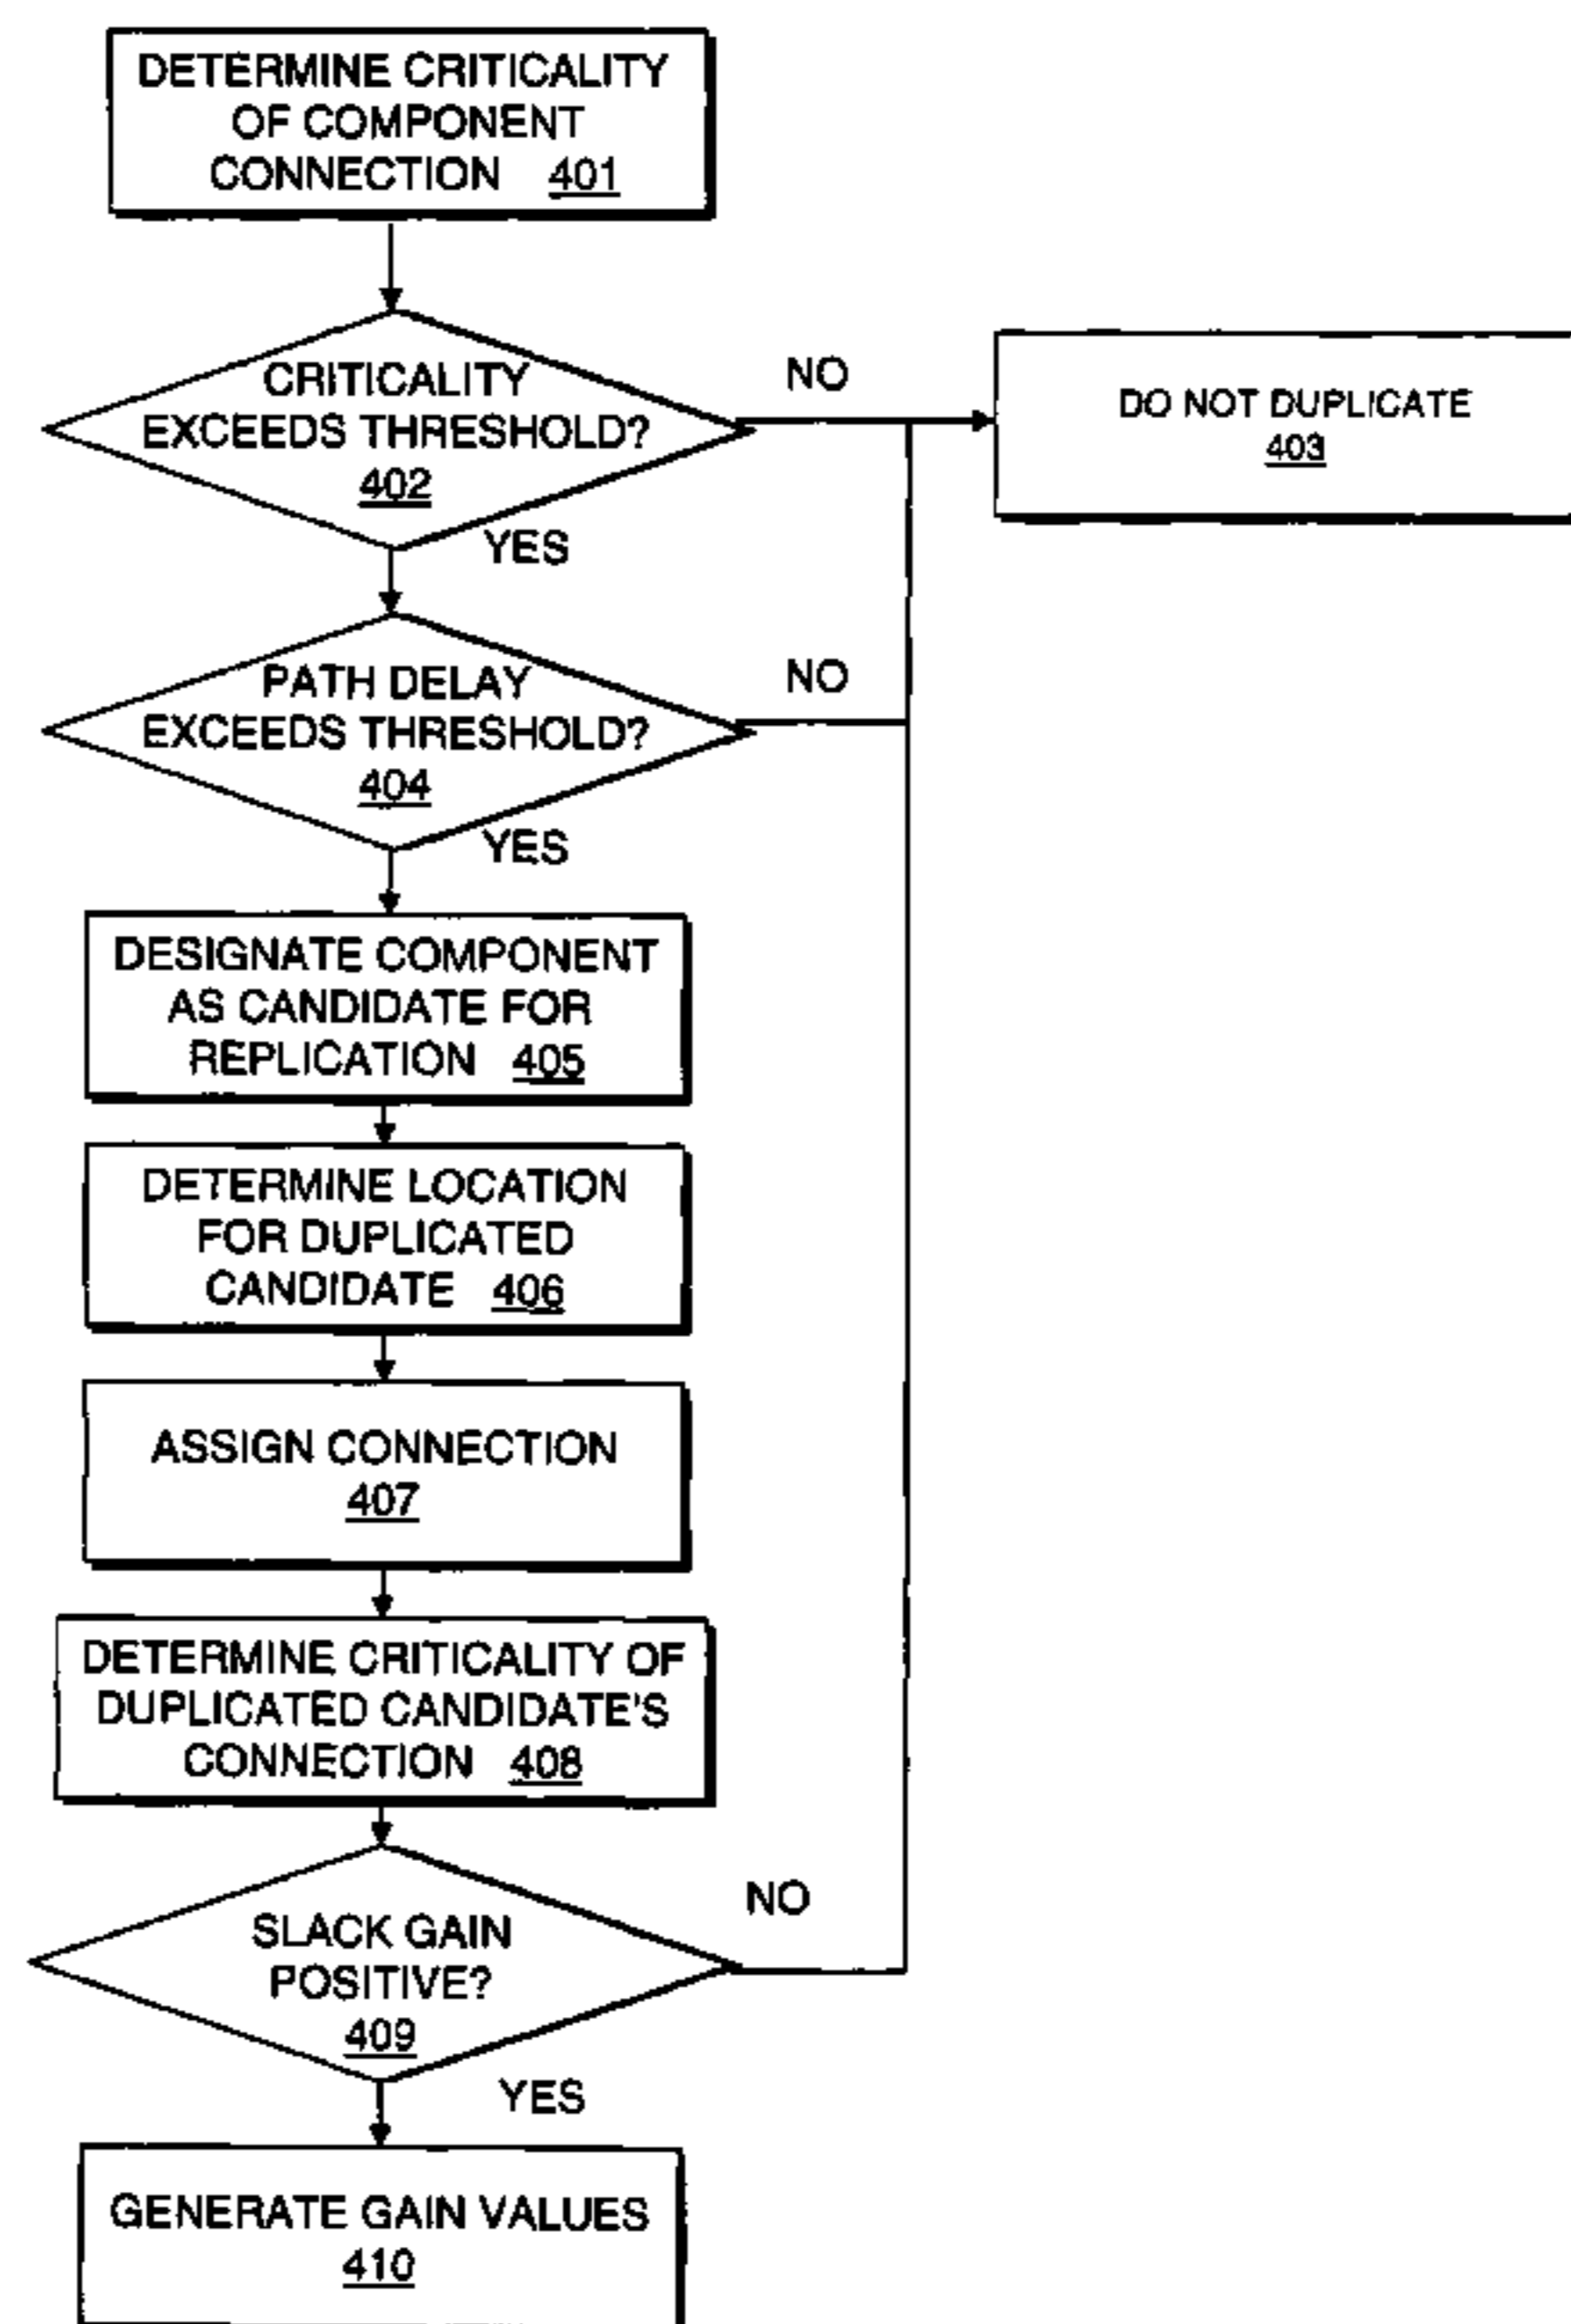 DETERMINE CRITICALITY
OF COMPONENT
CONNECTION 401
CRITICALITY
EXCEEDS THRESHOLD?
402
NO
YES
DO NOT DUPLICATE
403
PATH DELAY
EXCEEDS THRESHOLD?
404
NO
YES
DESIGNATE COMPONENT
AS CANDIDATE FOR
REPLICATION 405
DETERMINE LOCATION
FOR DUPLICATED
CANDIDATE 406
ASSIGN CONNECTION
407
DETERMINE CRITICALITY OF
DUPLICATED CANDIDATE'S
CONNECTION 408
SLACK GAIN
POSITIVE?
409
NO
YES
GENERATE GAIN VALUES
410